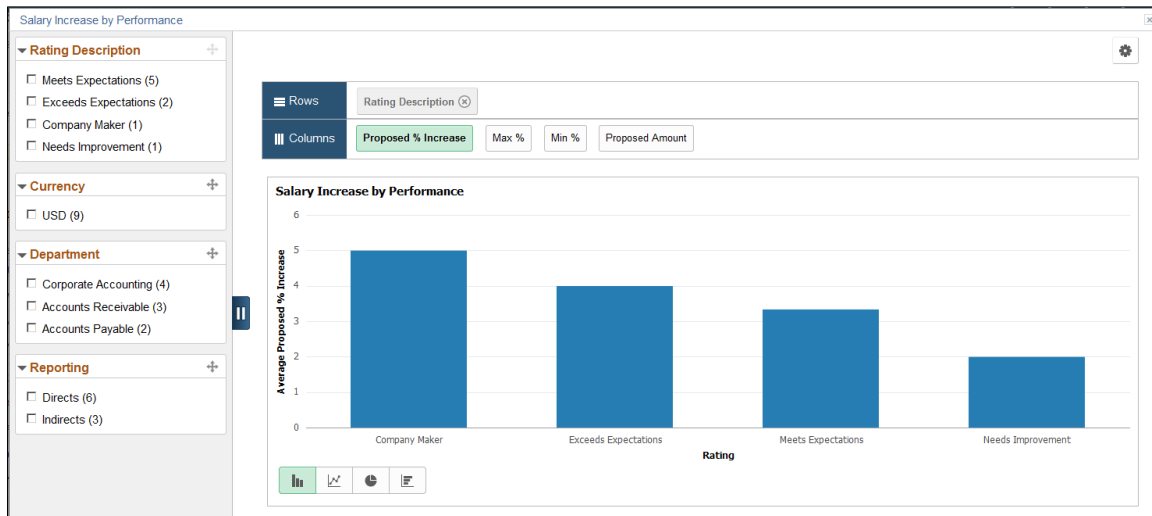 Salary Increase by Performance
Rating Description
Meets Expectations (5)
Exceeds Expectations (2)
Company Maker (1)
Needs Improvement (1)
Currency
USD (9)
Department
Corporate Accounting (4)
Accounts Receivable (3)
Accounts Payable (2)
Reporting
Directs (6)
Indirects (3)
Rows
Rating Description
Columns
Proposed % Increase Max % Min % Proposed Amount
Salary Increase by Performance
Average Proposed % Increase
6
5
4
3
2
1
0
Company Maker Exceeds Expectations Meets Expectations Needs Improvement
Rating